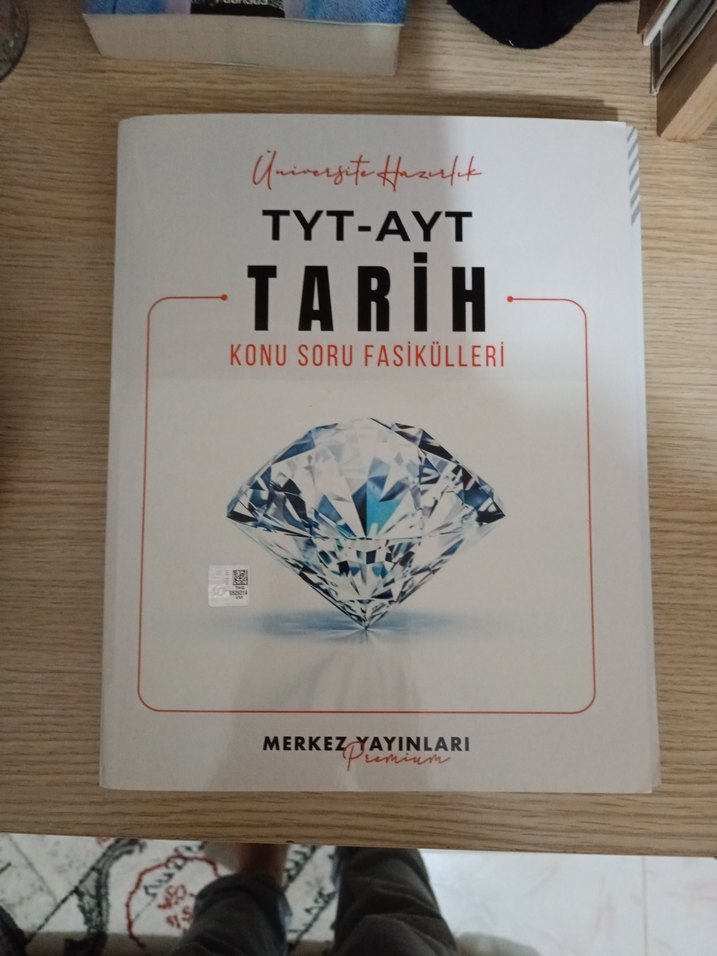 Üniversite Hazırlık
TYT-AYT
TARİH
KONU SORU FASİKÜLLERİ
MERKEZ YAYINLARI
Premium